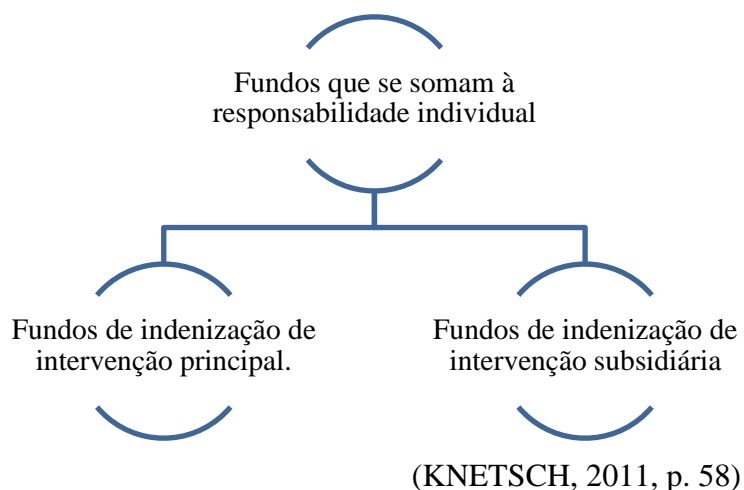 Fundos que se somam à
responsabilidade individual
Fundos de indenização de
intervenção principal.
Fundos de indenização de
intervenção subsidiária
(KNETSCH, 2011, p. 58)